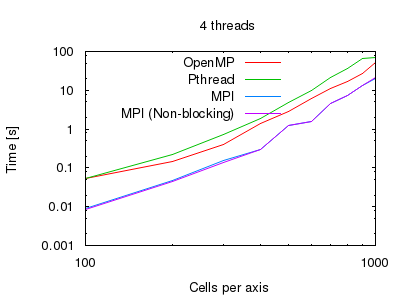 4 threads
100
OpenMP
Pthread
10
MPI
MPI (Non-blocking)
1
Time [s]
0.1
0.01
0.001
100
1000
Cells per axis